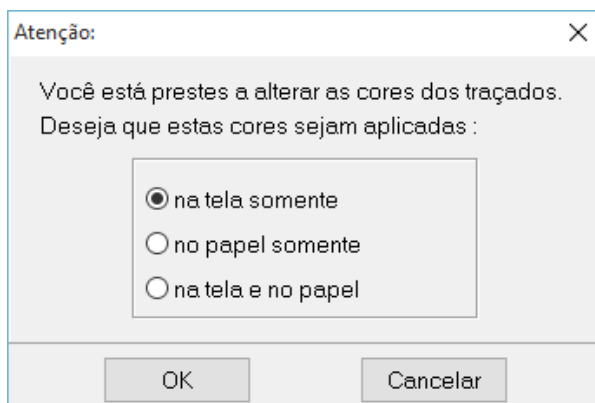 Atenção:
Você está prestes a alterar as cores dos traçados.
Deseja que estas cores sejam aplicadas :
na tela somente
no papel somente
na tela e no papel
OK
Cancelar